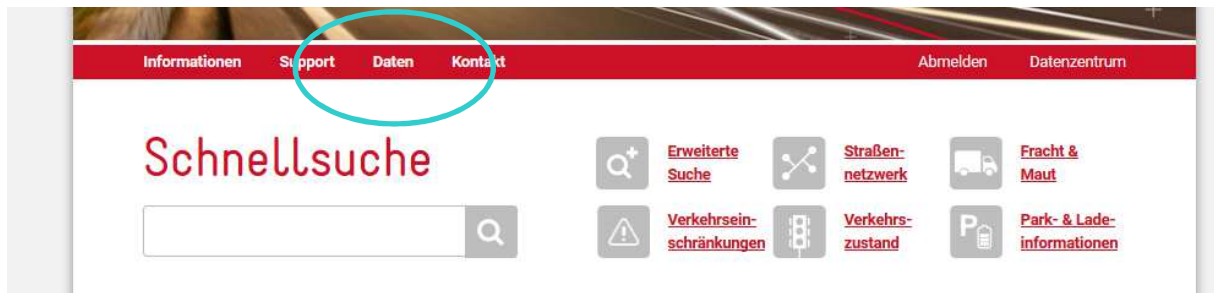 Informationen Support Daten Kontakt Abmelden Datenzentrum
Schnellsuche
Erweiterte
Suche
Straßen-
netzwerk
Fracht &
Maut
Verkehrsein-
schränkungen
Verkehrs-
zustand
P
Park- & Lade-
informationen